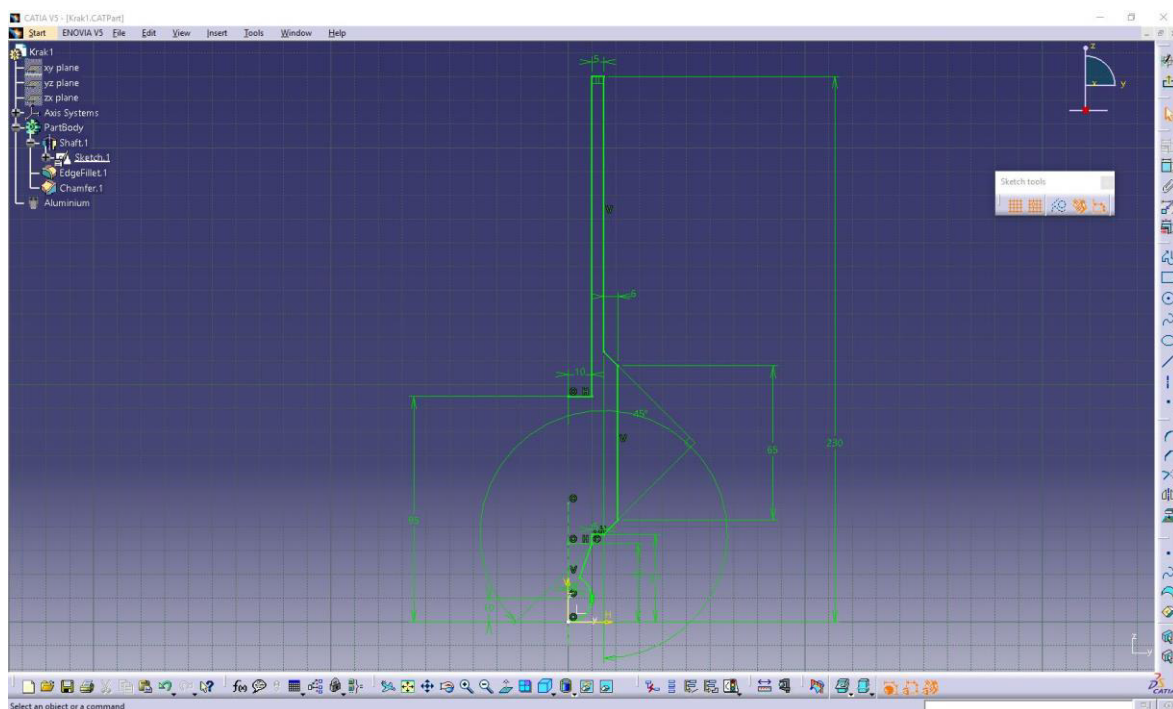 CATIA V5 - [Krak1.CATPart]
Start ENOVIA V5 File Edit View Insert Tools Window Help
Krak1
xy plane
yz plane
zx plane
Axis Systems
PartBody
Shaft.1
Sketch.1
EdgeFillet.1
Chamfer.1
Aluminium
z
x y
Sketch tools
5
V
6
10
H
45°
V
65
230
95
H
V
V
H
y
z
y
f(x)
CATIA
Select an object or a command